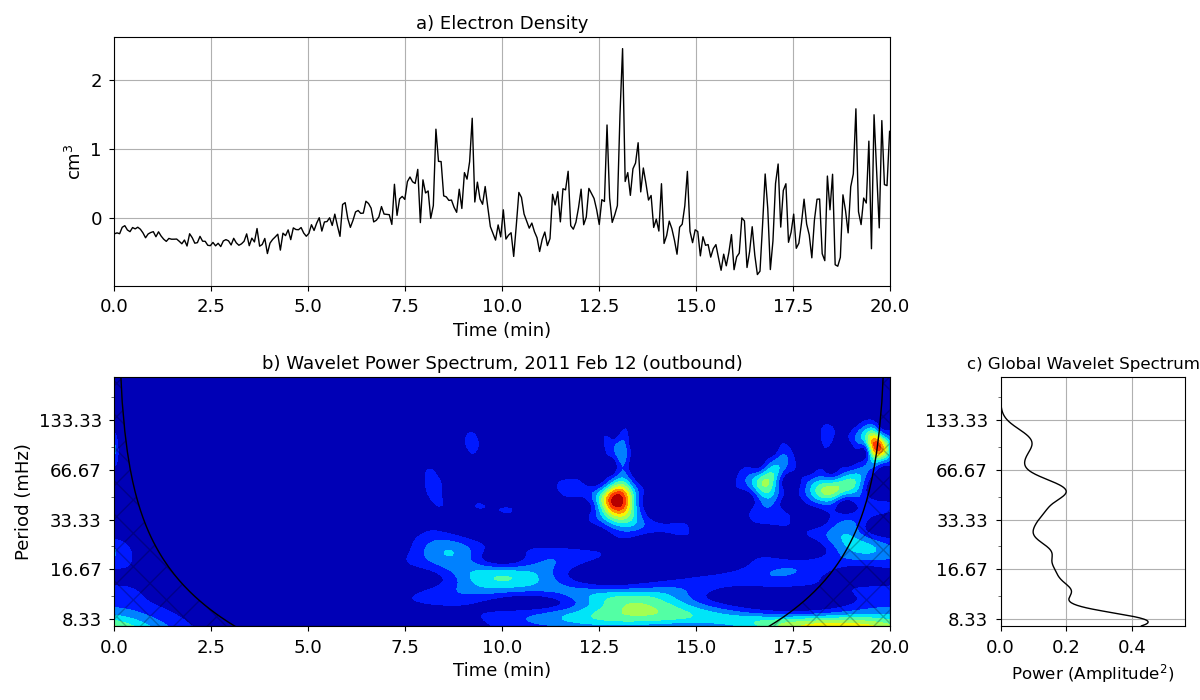 a) Electron Density
cm³
2
1
0
0.0 2.5 5.0 7.5 10.0 12.5 15.0 17.5 20.0
Time (min)
b) Wavelet Power Spectrum, 2011 Feb 12 (outbound)
Period (mHz)
133.33
66.67
33.33
16.67
8.33
0.0 2.5 5.0 7.5 10.0 12.5 15.0 17.5 20.0
Time (min)
c) Global Wavelet Spectrum
133.33
66.67
33.33
16.67
8.33
0.0 0.2 0.4
Power (Amplitude²)